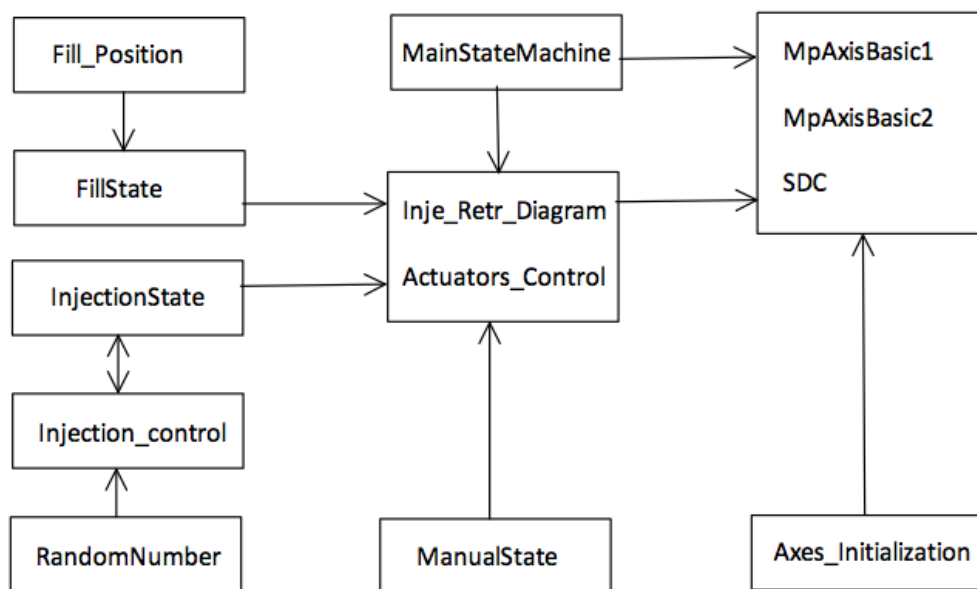 Fill_Position
MainStateMachine
MpAxisBasic1
MpAxisBasic2
SDC
FillState
Inje_Retr_Diagram
Actuators_Control
InjectionState
Injection_control
RandomNumber
ManualState
Axes_Initialization